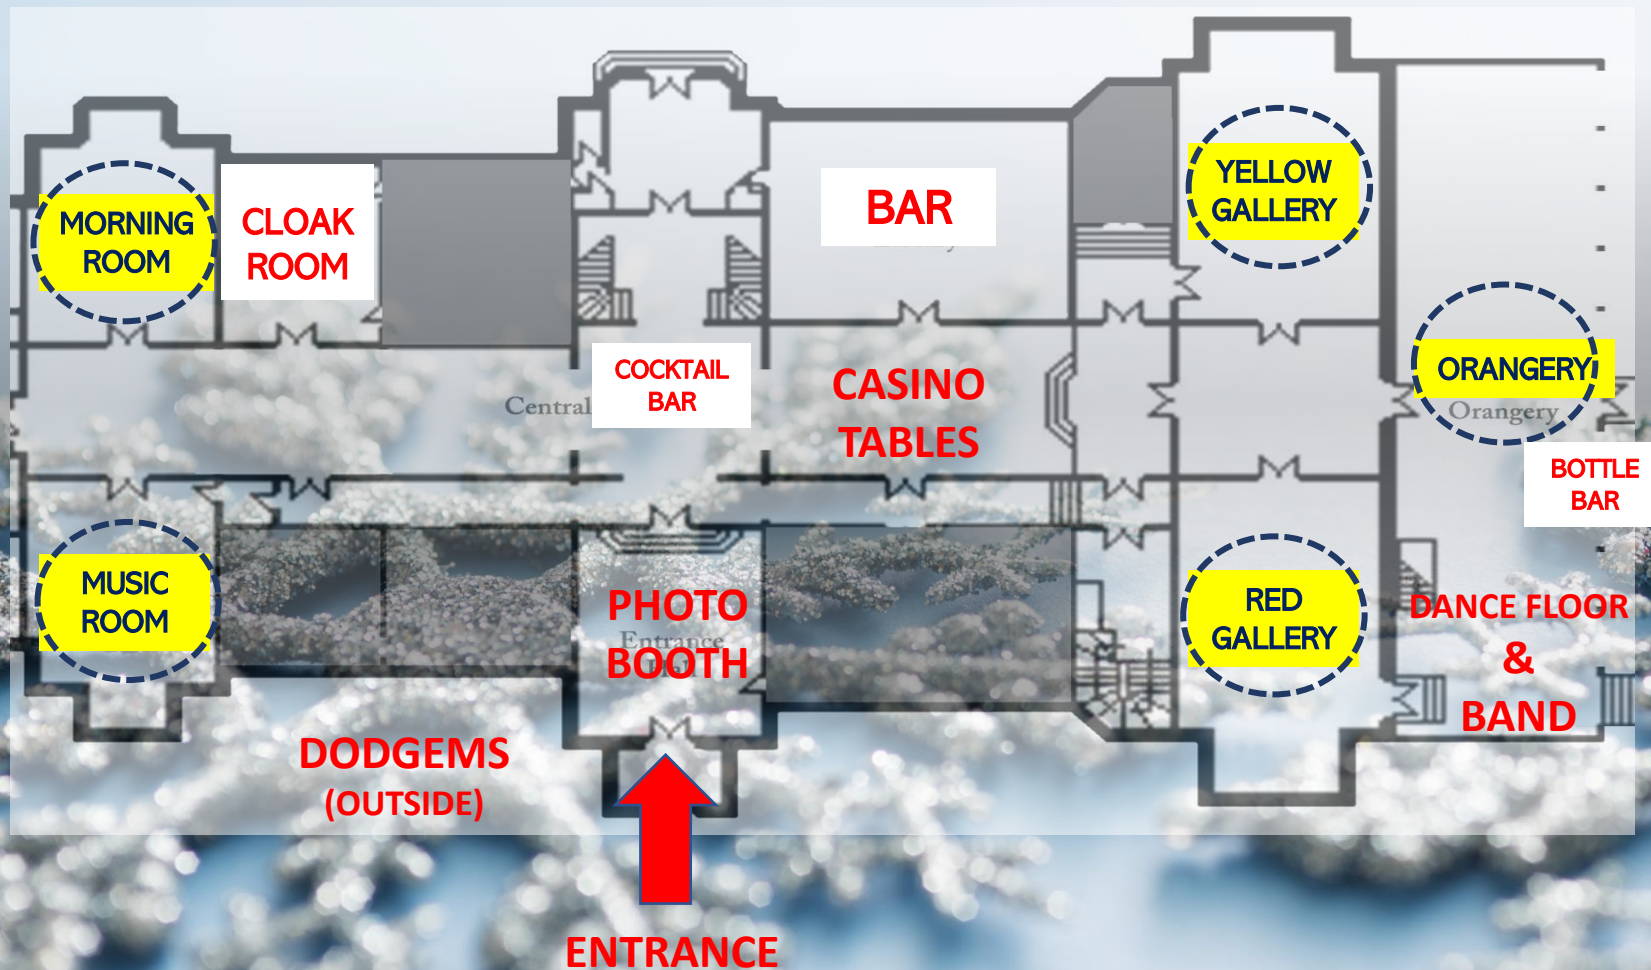 MORNING
ROOM
CLOAK
ROOM
BAR
YELLOW
GALLERY
COCKTAIL
BAR
Central
CASINO
TABLES
ORANGERY
Orangery
BOTTLE
BAR
MUSIC
ROOM
PHOTO
BOOTH
Entrance
RED
GALLERY
DANCE FLOOR
&
BAND
DODGEMS
(OUTSIDE)
ENTRANCE